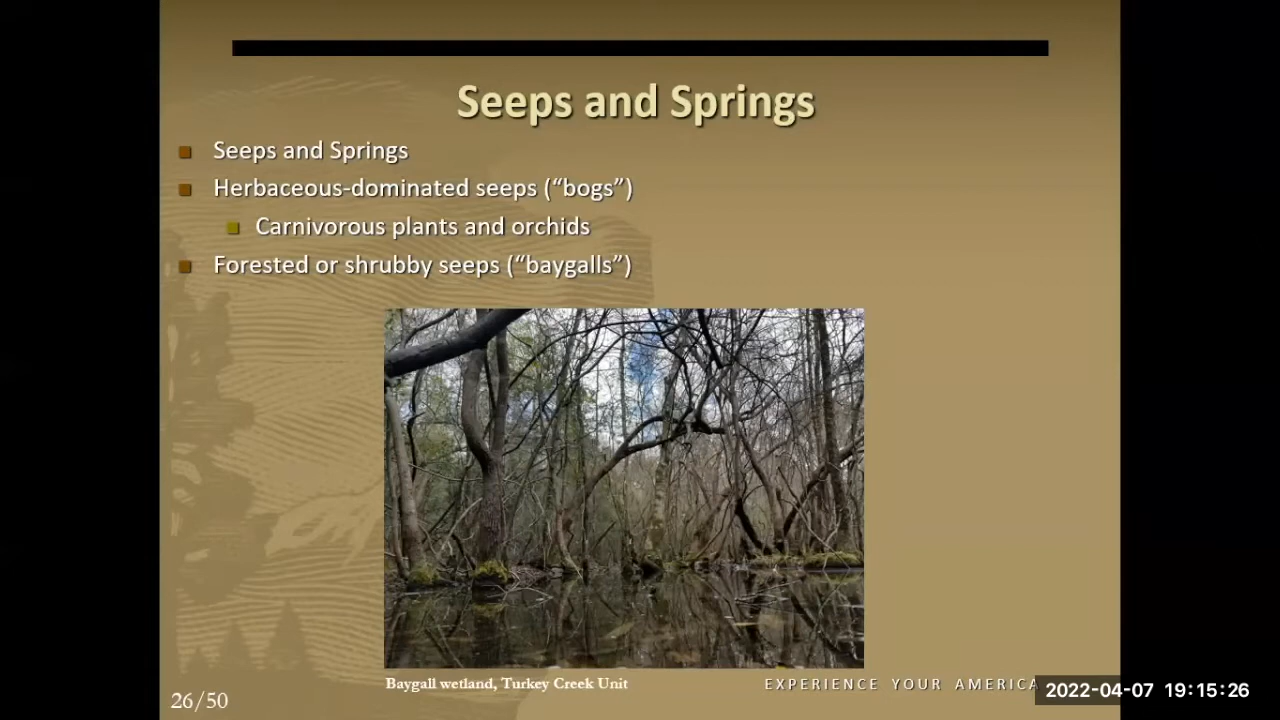 Seeps and Springs
Seeps and Springs
Herbaceous-dominated seeps (“bogs”)
Carnivorous plants and orchids
Forested or shrubby seeps (“baygalls”)
Baygall wetland, Turkey Creek Unit
EXPERIENCE YOUR AMERICA
2022-04-07 19:15:26
26/50